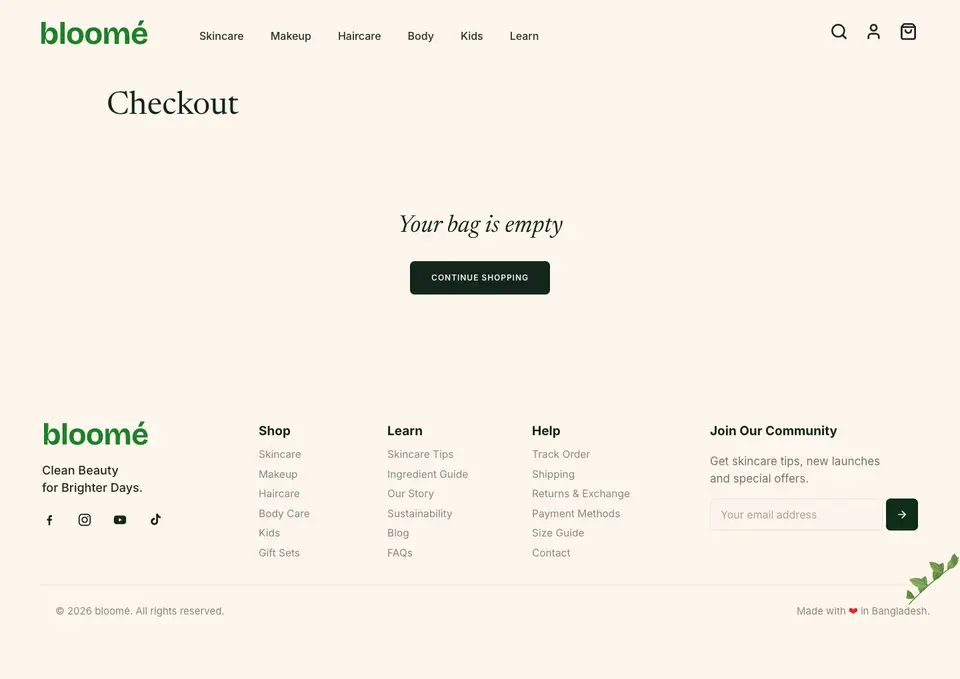 bloomé
Skincare Makeup Haircare Body Kids Learn
Checkout
Your bag is empty
CONTINUE SHOPPING
bloomé
Clean Beauty
for Brighter Days.
Shop
Skincare
Makeup
Haircare
Body Care
Kids
Gift Sets
Learn
Skincare Tips
Ingredient Guide
Our Story
Sustainability
Blog
FAQs
Help
Track Order
Shipping
Returns & Exchange
Payment Methods
Size Guide
Contact
Join Our Community
Get skincare tips, new launches
and special offers.
Your email address
© 2026 bloomé. All rights reserved.
Made with ❤ in Bangladesh.